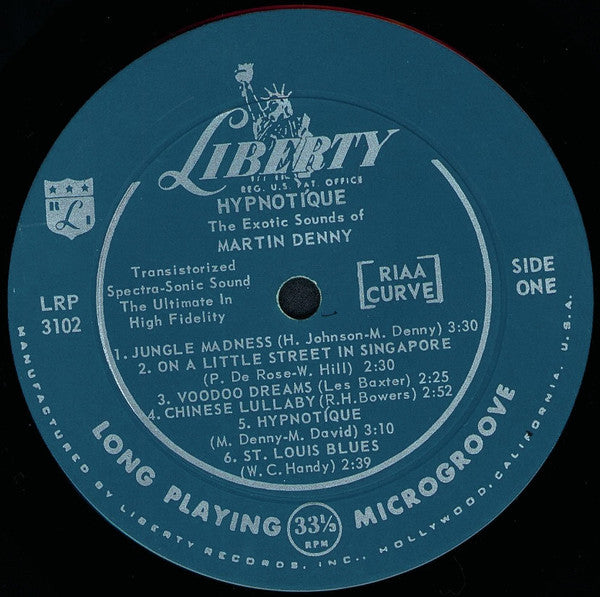 LIBERTY
REG. U.S. PAT. OFFICE
HYPNOTIQUE
The Exotic Sounds of
MARTIN DENNY
L
R I
Transistorized
Spectra-Sonic Sound
The Ultimate In
High Fidelity
RIAA
CURVE
SIDE
ONE
LRP
3102
1. JUNGLE MADNESS (H. Johnson-M. Denny) 3:30
2. ON A LITTLE STREET IN SINGAPORE
(P. De Rose-W. Hill) 2:30
3. VOODOO DREAMS (Les Baxter) 2:25
4. CHINESE LULLABY (R.H. Bowers) 2:52
5. HYPNOTIQUE
(M. Denny-M. David) 3:10
6. ST. LOUIS BLUES
(W.C. Handy) 2:39
LONG PLAYING 33⅓ RPM MICROGROOVE
MANUFACTURED BY LIBERTY RECORDS, INC., HOLLYWOOD, CALIFORNIA, U.S.A.